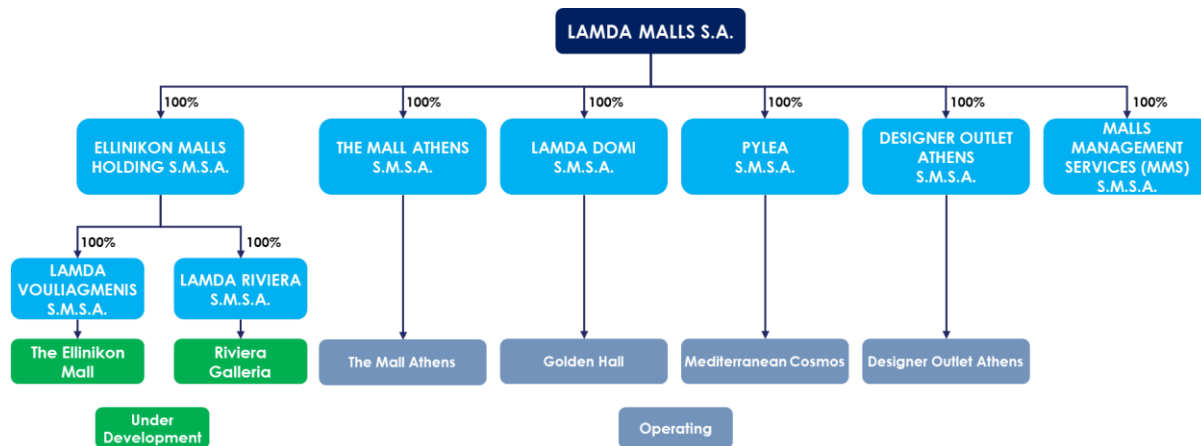 LAMDA MALLS S.A.
100%
100%
100%
100%
100%
100%
ELLINIKON MALLS
HOLDING S.M.S.A.
THE MALL ATHENS
S.M.S.A.
LAMDA DOMI
S.M.S.A.
PYLEA
S.M.S.A.
DESIGNER OUTLET
ATHENS
S.M.S.A.
MALLS
MANAGEMENT
SERVICES (MMS)
S.M.S.A.
100%
100%
LAMDA
VOULIAGMENIS
S.M.S.A.
LAMDA RIVIERA
S.M.S.A.
The Ellinikon
Mall
Riviera
Galleria
The Mall Athens
Golden Hall
Mediterranean Cosmos
Designer Outlet Athens
Under
Development
Operating